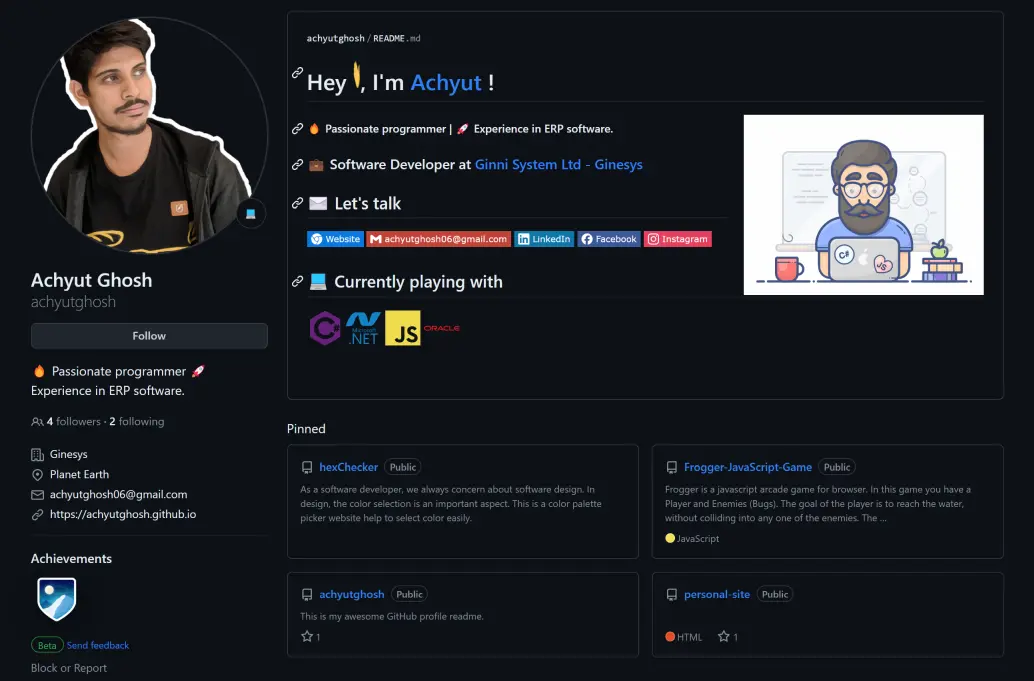 Achyut Ghosh
achyutghosh
Follow
🔥 Passionate programmer 🚀
Experience in ERP software.
4 followers · 2 following
Ginesys
Planet Earth
achyutghosh06@gmail.com
https://achyutghosh.github.io
Achievements
Beta Send feedback
Block or Report
achyutghosh/README.md
Hey , I'm Achyut !
🔥 Passionate programmer | 🚀 Experience in ERP software.
💼 Software Developer at Ginni System Ltd - Ginesys
✉️ Let's talk
Website achyutghosh06@gmail.com LinkedIn Facebook Instagram
💻 Currently playing with
Microsoft
.NET JS ORACLE
C# JS
Pinned
hexChecker Public
As a software developer, we always concern about software design. In
design, the color selection is an important aspect. This is a color palette
picker website help to select color easily.
Frogger-JavaScript-Game Public
Frogger is a javascript arcade game for browser. In this game you have a
Player and Enemies (Bugs). The goal of the player is to reach the water,
without colliding into any one of the enemies. The ...
JavaScript
achyutghosh Public
This is my awesome GitHub profile readme.
1
personal-site Public
HTML 1